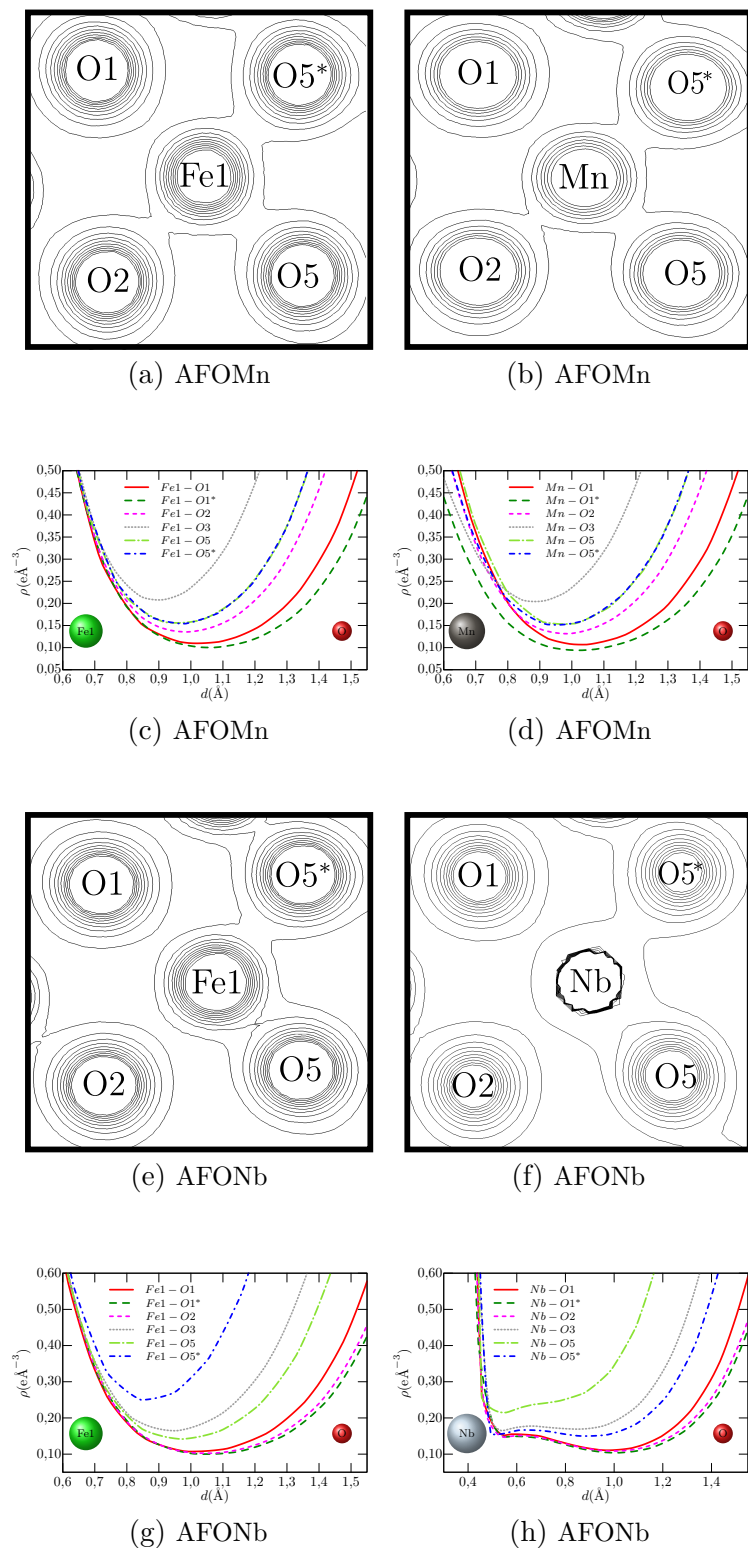 O1
O5*
Fe1
O2
O5
(a) AFOMn
O1
O5*
Mn
O2
O5
(b) AFOMn
0,50
0,45
0,40
0,35
0,30
0,25
0,20
0,15
0,10
0,05
ρ(eÅ⁻³)
Fe1−O1
Fe1−O1*
Fe1−O2
Fe1−O3
Fe1−O5
Fe1−O5*
Fe1
O
0,6 0,7 0,8 0,9 1,0 1,1 1,2 1,3 1,4 1,5
d(Å)
(c) AFOMn
0,50
0,45
0,40
0,35
0,30
0,25
0,20
0,15
0,10
0,05
ρ(eÅ⁻³)
Mn−O1
Mn−O1*
Mn−O2
Mn−O3
Mn−O5
Mn−O5*
Mn
O
0,6 0,7 0,8 0,9 1,0 1,1 1,2 1,3 1,4 1,5
d(Å)
(d) AFOMn
O1
O5*
Fe1
O2
O5
(e) AFONb
O1
O5*
Nb
O2
O5
(f) AFONb
0,60
0,50
0,40
0,30
0,20
0,10
ρ(eÅ⁻³)
Fe1−O1
Fe1−O1*
Fe1−O2
Fe1−O3
Fe1−O5
Fe1−O5*
Fe1
O
0,6 0,7 0,8 0,9 1,0 1,1 1,2 1,3 1,4 1,5
d(Å)
(g) AFONb
0,60
0,50
0,40
0,30
0,20
0,10
ρ(eÅ⁻³)
Nb−O1
Nb−O1*
Nb−O2
Nb−O3
Nb−O5
Nb−O5*
Nb
O
0,4 0,6 0,8 1,0 1,2 1,4
d(Å)
(h) AFONb